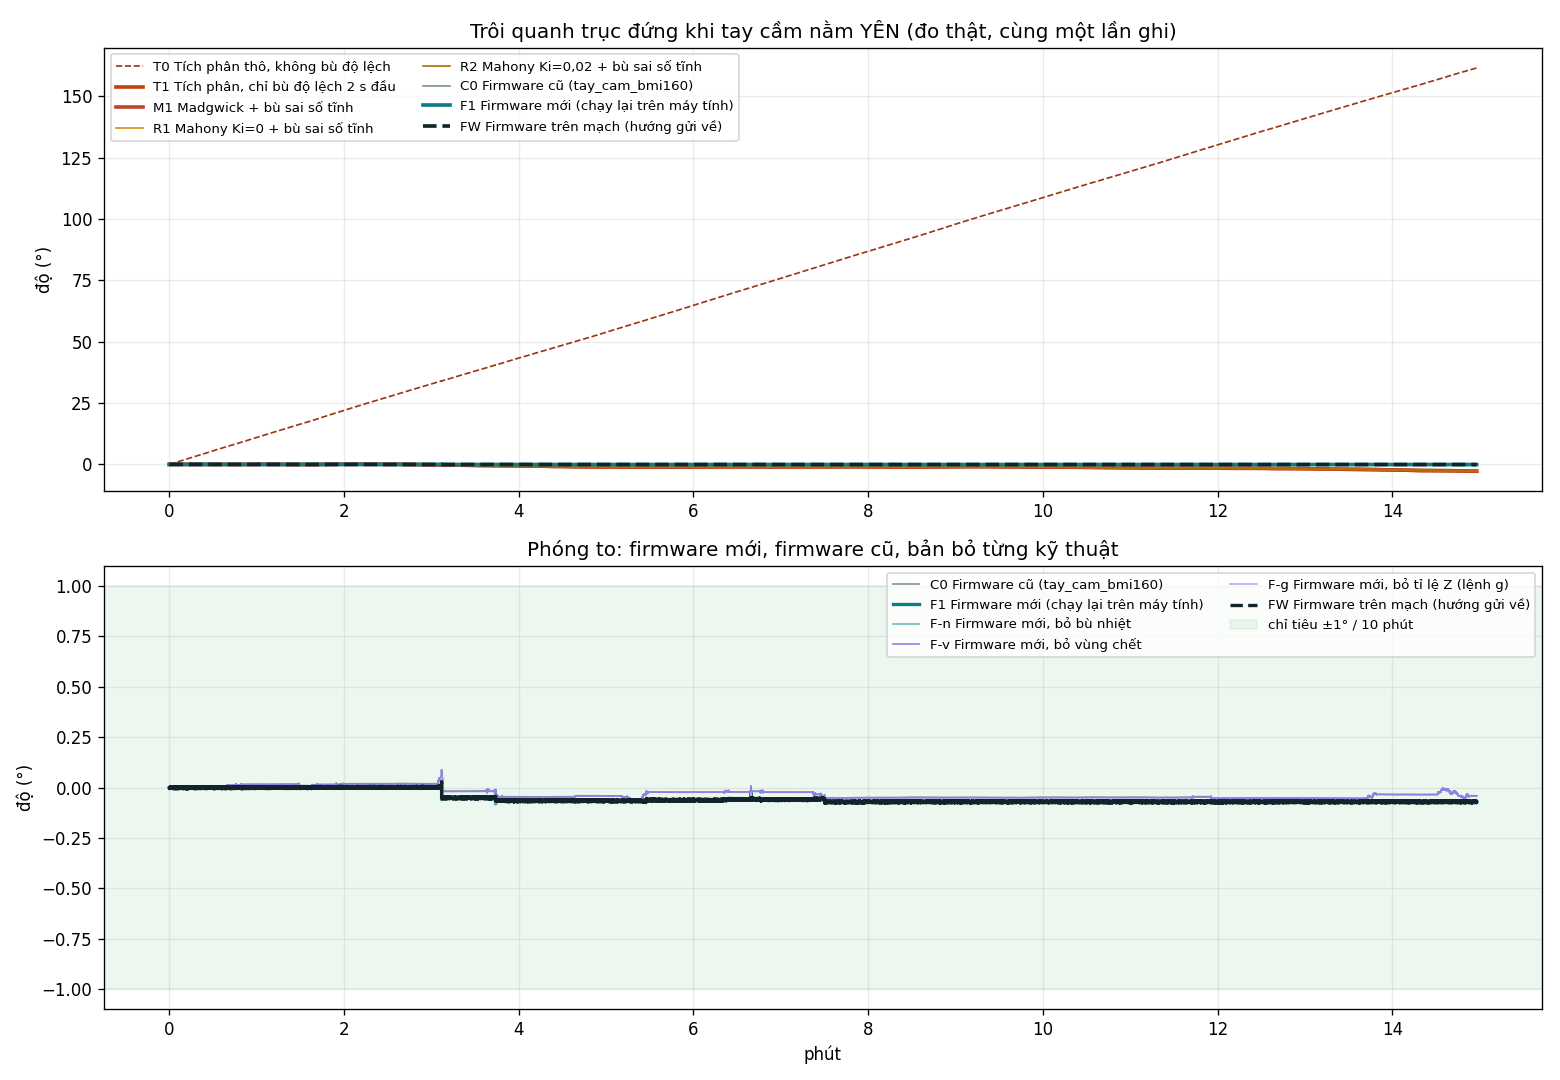 Trôi quanh trục đứng khi tay cầm nằm YÊN (đo thật, cùng một lần ghi)
T0 Tích phân thô, không bù độ lệch
T1 Tích phân, chỉ bù độ lệch 2 s đầu
M1 Madgwick + bù sai số tĩnh
R1 Mahony Ki=0 + bù sai số tĩnh
R2 Mahony Ki=0,02 + bù sai số tĩnh
C0 Firmware cũ (tay_cam_bmi160)
F1 Firmware mới (chạy lại trên máy tính)
FW Firmware trên mạch (hướng gửi về)
độ (°)
150
125
100
75
50
25
0
0 2 4 6 8 10 12 14
Phóng to: firmware mới, firmware cũ, bản bỏ từng kỹ thuật
C0 Firmware cũ (tay_cam_bmi160)
F1 Firmware mới (chạy lại trên máy tính)
F-n Firmware mới, bỏ bù nhiệt
F-v Firmware mới, bỏ vùng chết
F-g Firmware mới, bỏ tỉ lệ Z (lệnh g)
FW Firmware trên mạch (hướng gửi về)
chỉ tiêu ±1° / 10 phút
độ (°)
1.00
0.75
0.50
0.25
0.00
−0.25
−0.50
−0.75
−1.00
0 2 4 6 8 10 12 14
phút